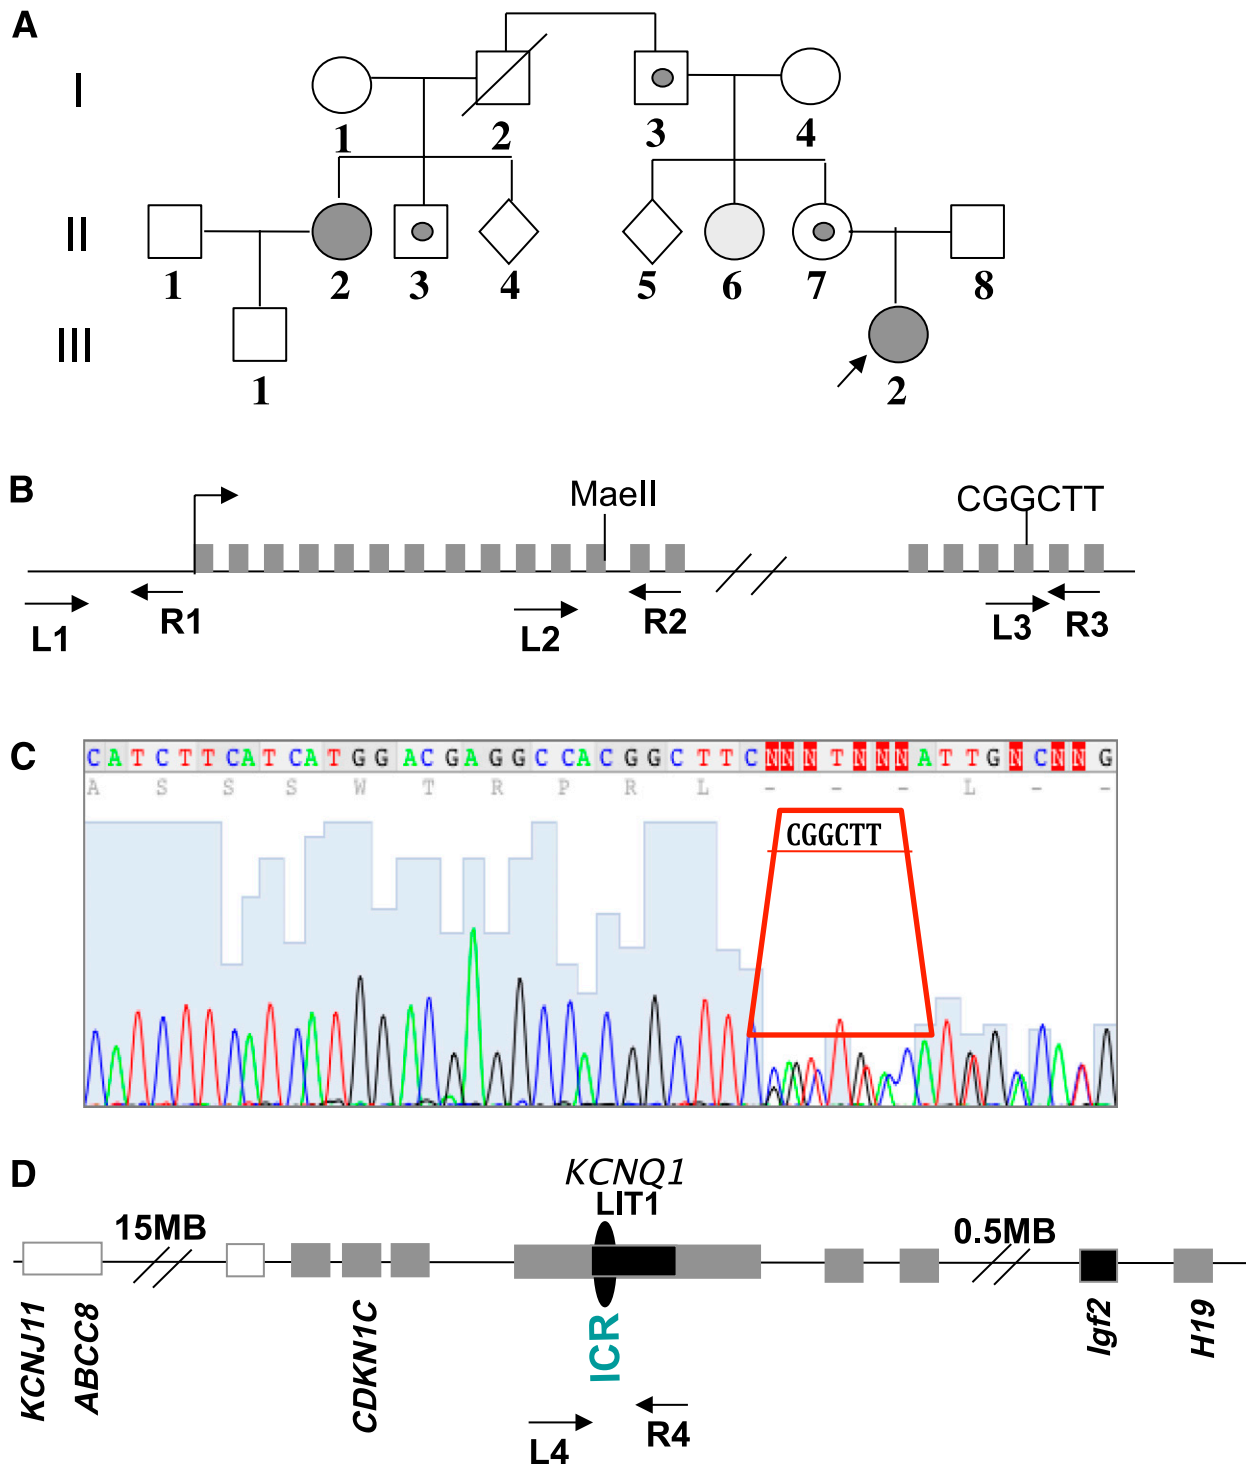 A
I
1 2 3 4
II
1 2 3 4 5 6 7 8
III
1 2
B
MaeII CGGCTT
L1 R1 L2 R2 L3 R3
C
CATCTTCATCATGGACGAGGCCACGGCTTCNNNTNNNATTGNCNNG
A S S S W T R P R L - - - L - -
CGGCTT
D
KCNQ1
LIT1
15MB 0.5MB
KCNJ11 ABCC8 CDKN1C ICR Igf2 H19
L4 R4